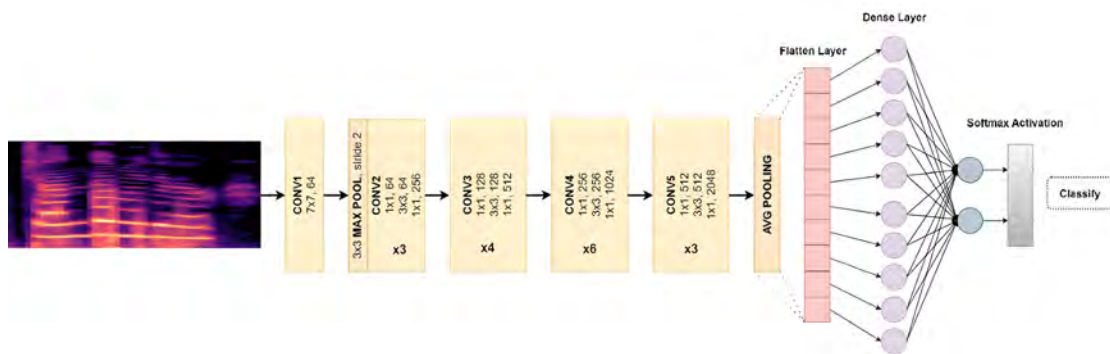 Dense Layer
Flatten Layer
Softmax Activation
CONV1
7x7, 64
3x3 MAX POOL, stride 2
CONV2
1x1, 64
3x3, 64
1x1, 256
x3
CONV3
1x1, 128
3x3, 128
1x1, 512
x4
CONV4
1x1, 256
3x3, 256
1x1, 1024
x6
CONV5
1x1, 512
3x3, 512
1x1, 2048
x3
AVG POOLING
Classify